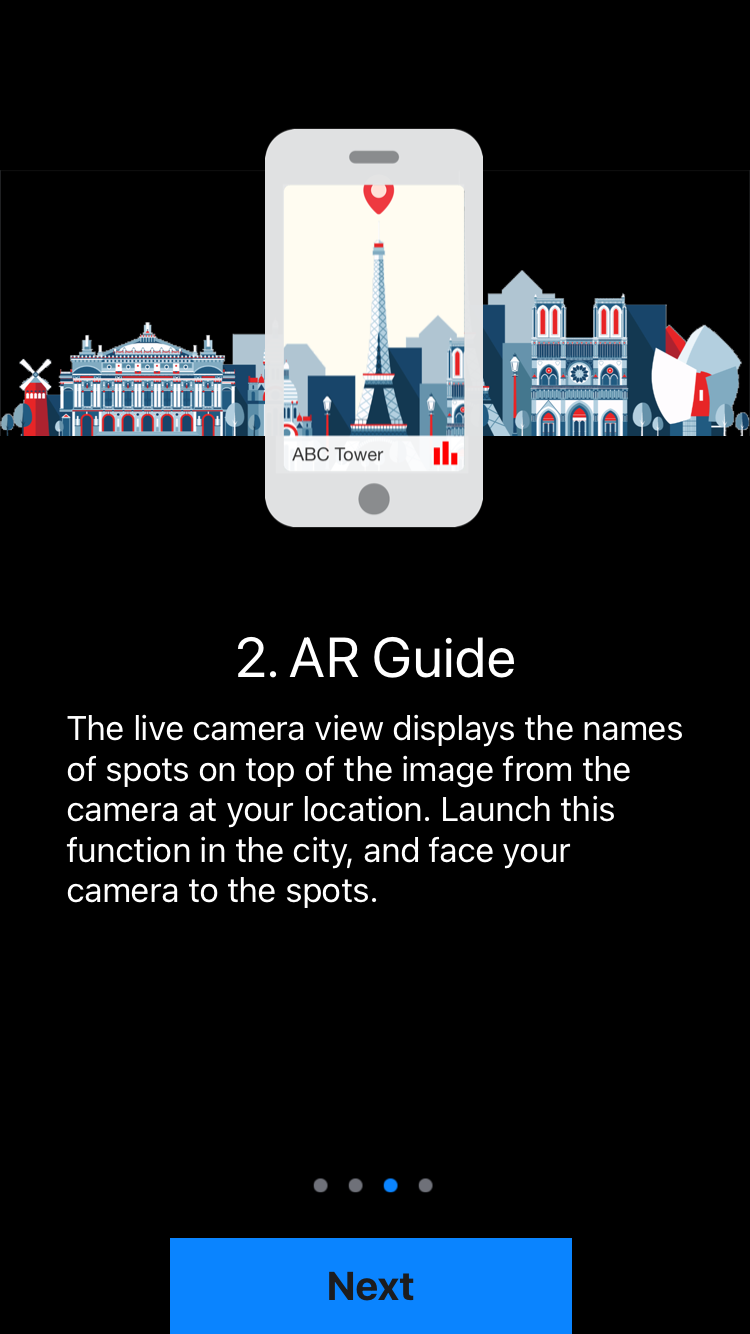 ABC Tower
2. AR Guide
The live camera view displays the names
of spots on top of the image from the
camera at your location. Launch this
function in the city, and face your
camera to the spots.
Next